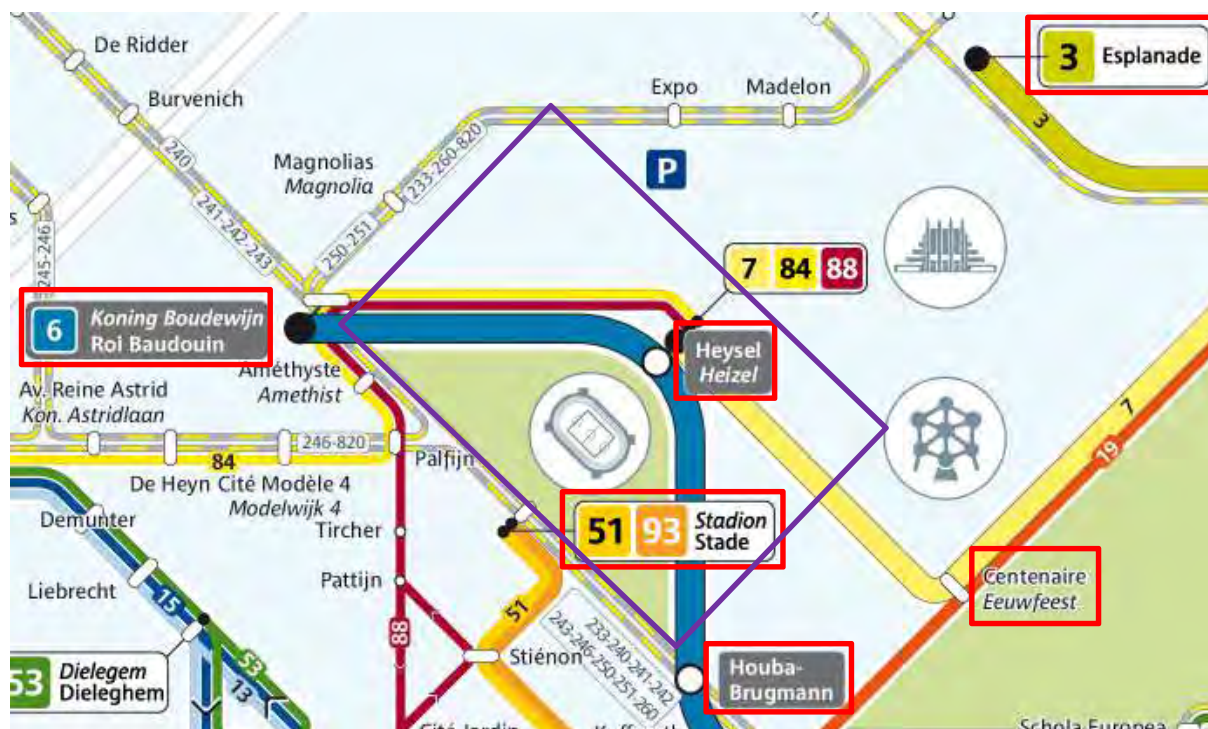 De Ridder
Burvenich
240
241-242-243
Magnolias
Magnolia
233-260-820
250-251
Expo
Madelon
P
3
Esplanade
3
245-246
6
Koning Boudewijn
Roi Baudouin
7 84 88
Heysel
Heizel
Améthyste
Amethist
Av. Reine Astrid
Kon. Astridlaan
246-820
84
Palfijn
De Heyn Cité Modèle 4
Modelwijk 4
7
19
51 93
Stadion
Stade
Demunter
Tircher
Liebrecht
15
Pattijn
51
88
Centenaire
Eeuwfeest
53
Dielegem
Dieleghem
53
13
Stiénon
233-240-241-242
243-246-250-251-260
Houba-
Brugmann
Schola Europea